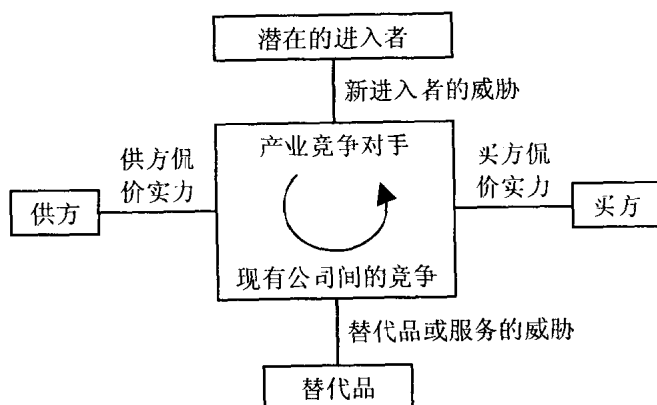 潜在的进入者
新进入者的威胁
产业竞争对手
供方侃
价实力
买方侃
价实力
供方
买方
现有公司间的竞争
替代品或服务的威胁
替代品